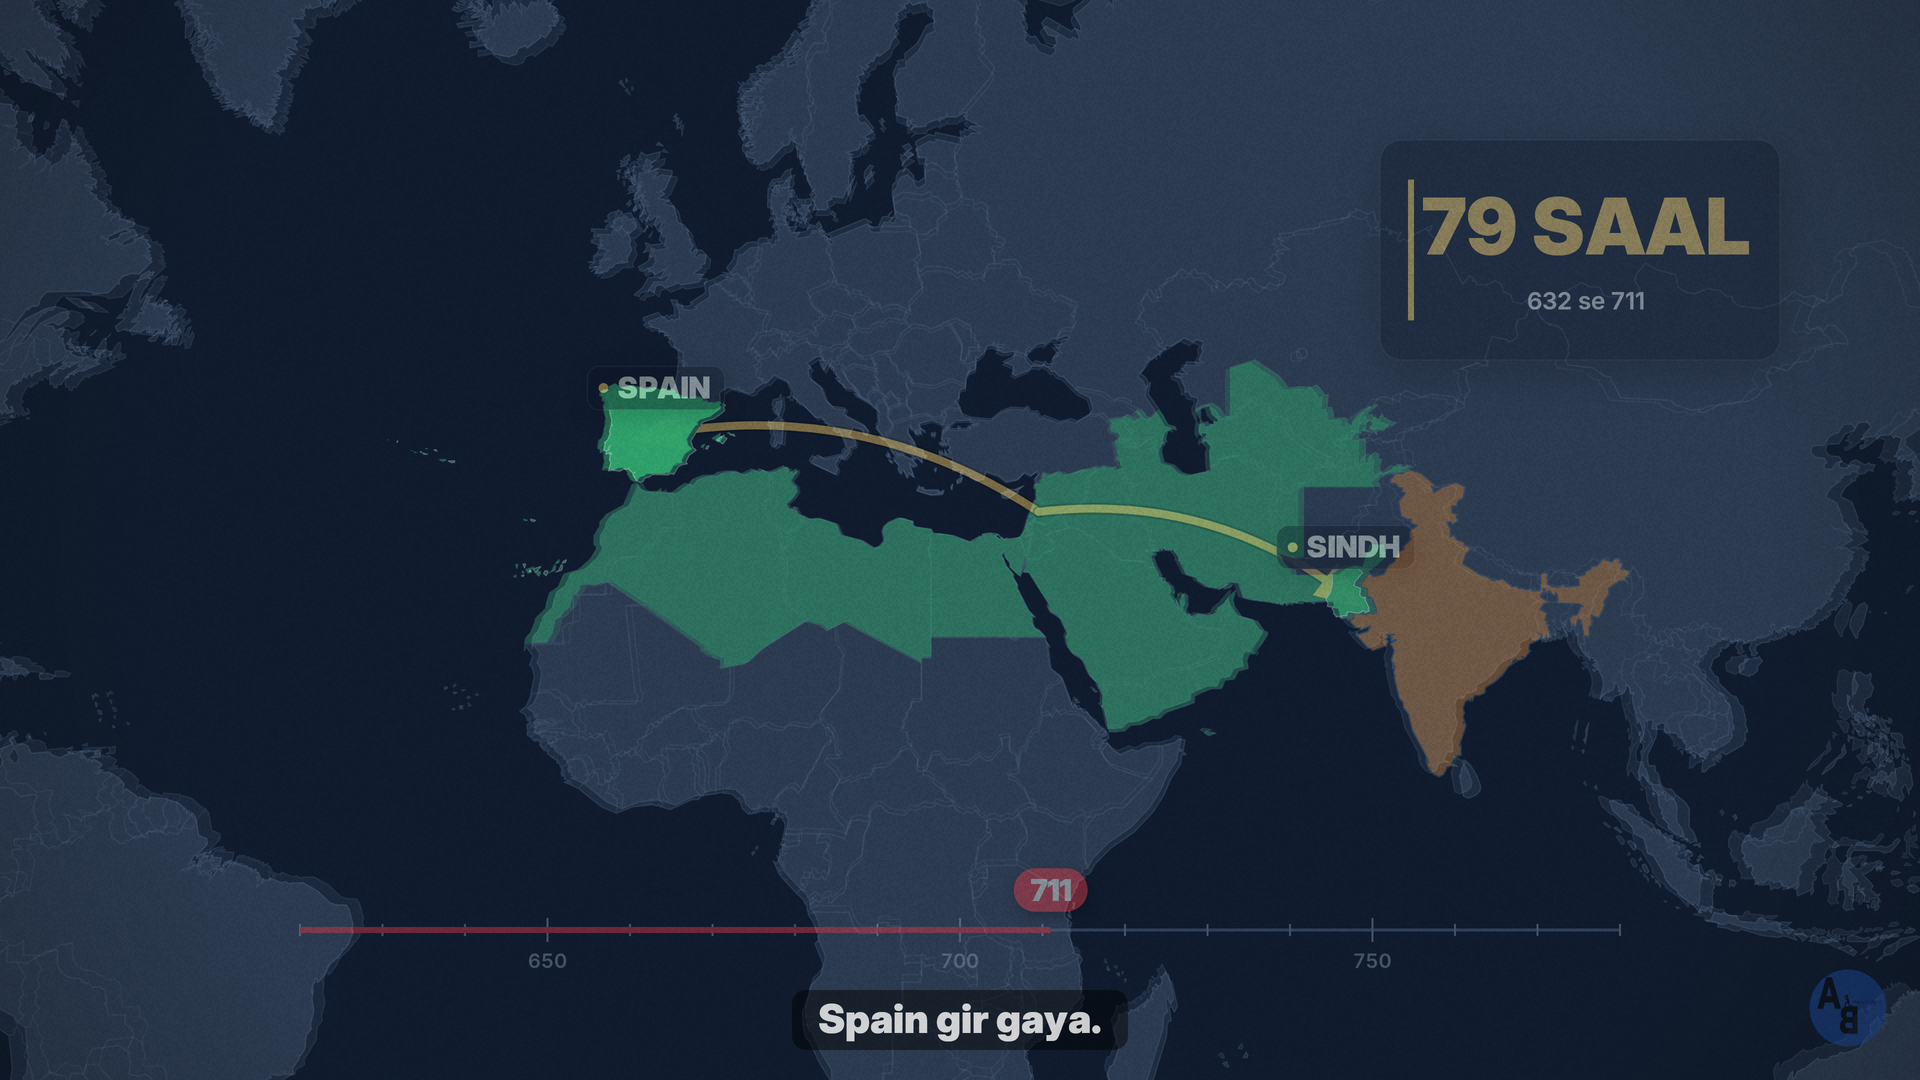 79 SAAL
632 se 711
SPAIN
SINDH
711
650
700
750
Spain gir gaya.
A
B